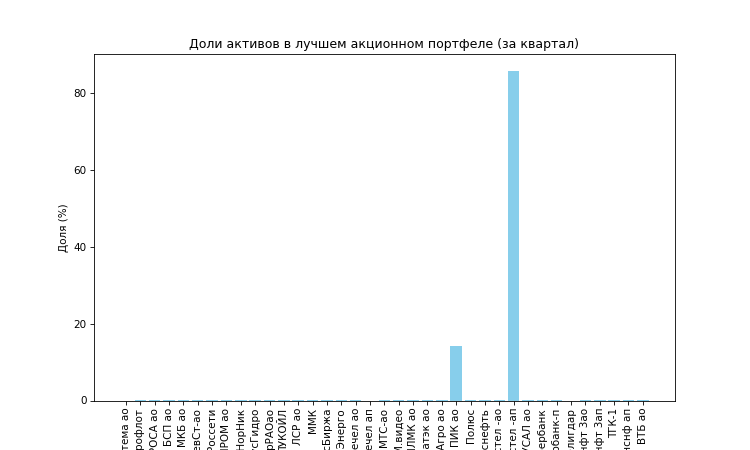 Доли активов в лучшем акционном портфеле (за квартал)
Доля (%)
80
60
40
20
0
тема ао
рофлот
РОСА ао
БСП ао
МКБ ао
евСт-ао
Россети
ПРОМ ао
НорНик
усГидро
рРАОао
ЛУКОЙЛ
ЛСР ао
ММК
сБиржа
Энерго
ечел ао
ечел ап
МТС-ао
М.видео
ЛМК ао
атэк ао
Агро ао
ПИК ао
Полюс
снефть
стел -ао
стел -ап
УСАЛ ао
ербанк
рбанк-п
лигдар
нфт 3ао
нфт 3ап
ТГК-1
нснф ап
ВТБ ао